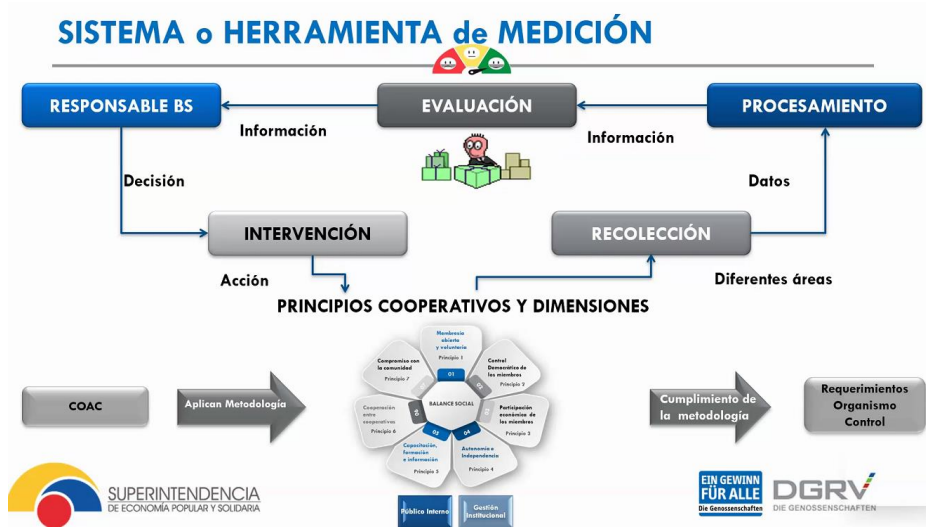 SISTEMA o HERRAMIENTA de MEDICIÓN
RESPONSABLE BS
EVALUACIÓN
PROCESAMIENTO
Información
Información
Decisión
Datos
INTERVENCIÓN
RECOLECCIÓN
Acción
Diferentes áreas
PRINCIPIOS COOPERATIVOS Y DIMENSIONES
Membresía
abierta
y voluntaria
Principio 1
01
Compromiso con
la comunidad
Principio 7
Control
Democrático de
los miembros
Principio 2
02
BALANCE SOCIAL
COAC
Aplican Metodología
Cooperación
entre
cooperativas
Principio 6
06
Participación
económica de
los miembros
Principio 3
03
Capacitación,
formación
e información
Principio 5
05
04
Autonomía e
independencia
Principio 4
Cumplimiento de
la metodología
Requerimientos
Organismo
Control
Público Interno
Gestión
Institucional
SUPERINTENDENCIA
DE ECONOMÍA POPULAR Y SOLIDARIA
EIN GEWINN
FÜR ALLE
Die Genossenschaften
DGRV
DIE GENOSSENSCHAFTEN